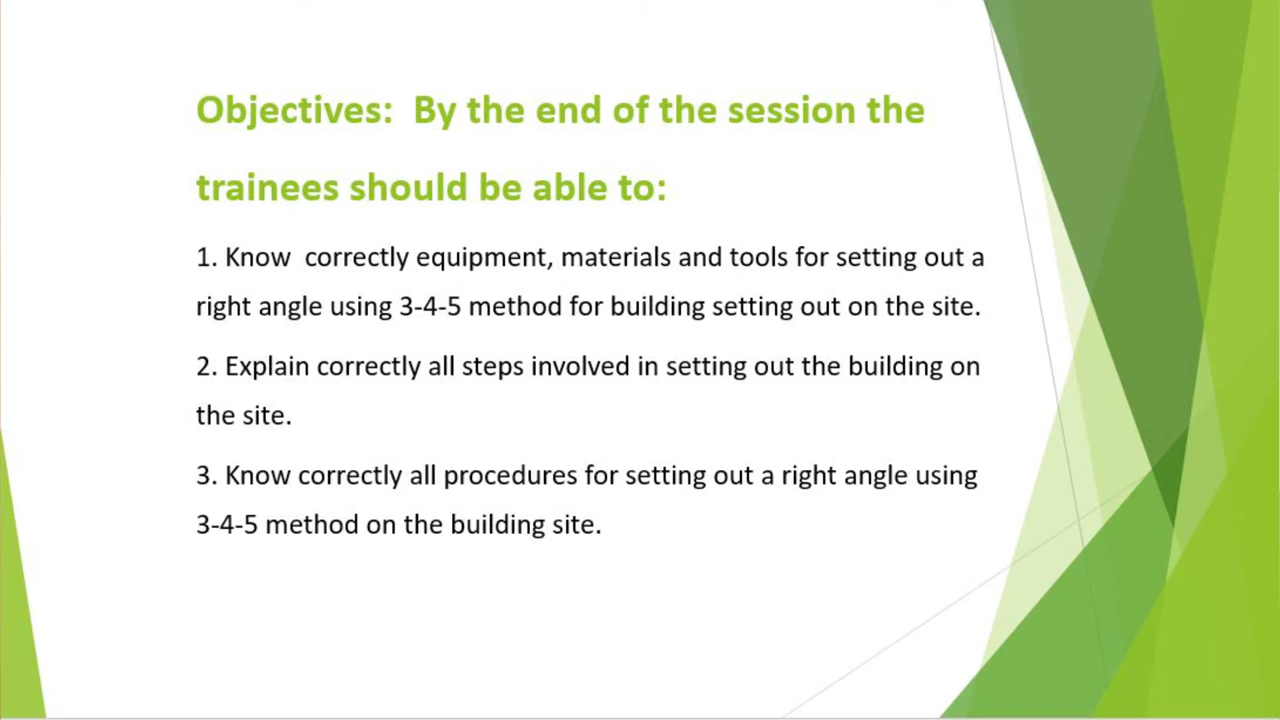 Objectives:  By the end of the session the
trainees should be able to:
1. Know  correctly equipment, materials and tools for setting out a
right angle using 3-4-5 method for building setting out on the site.
2. Explain correctly all steps involved in setting out the building on
the site.
3. Know correctly all procedures for setting out a right angle using
3-4-5 method on the building site.